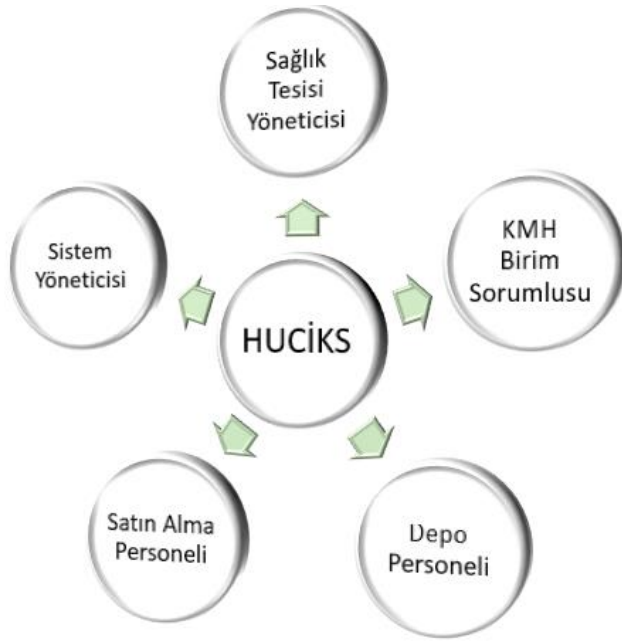 Sağlık
Tesisi
Yöneticisi
KMH
Birim
Sorumlusu
Sistem
Yöneticisi
HUCİKS
Satın Alma
Personeli
Depo
Personeli